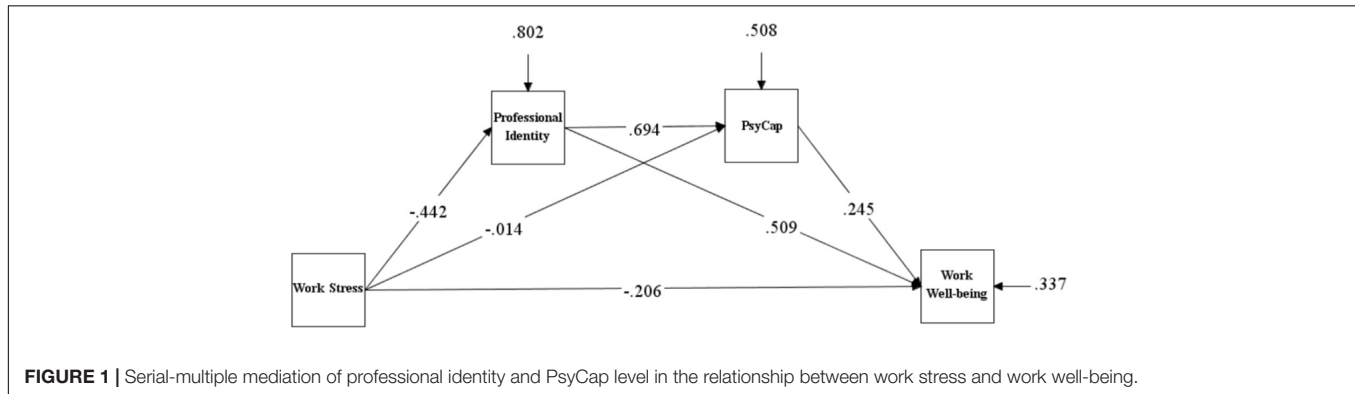 .802
.508
Professional
Identity
.694
PsyCap
-.442
-.014
.509
.245
Work Stress
-.206
Work
Well-being
.337
FIGURE 1 | Serial-multiple mediation of professional identity and PsyCap level in the relationship between work stress and work well-being.